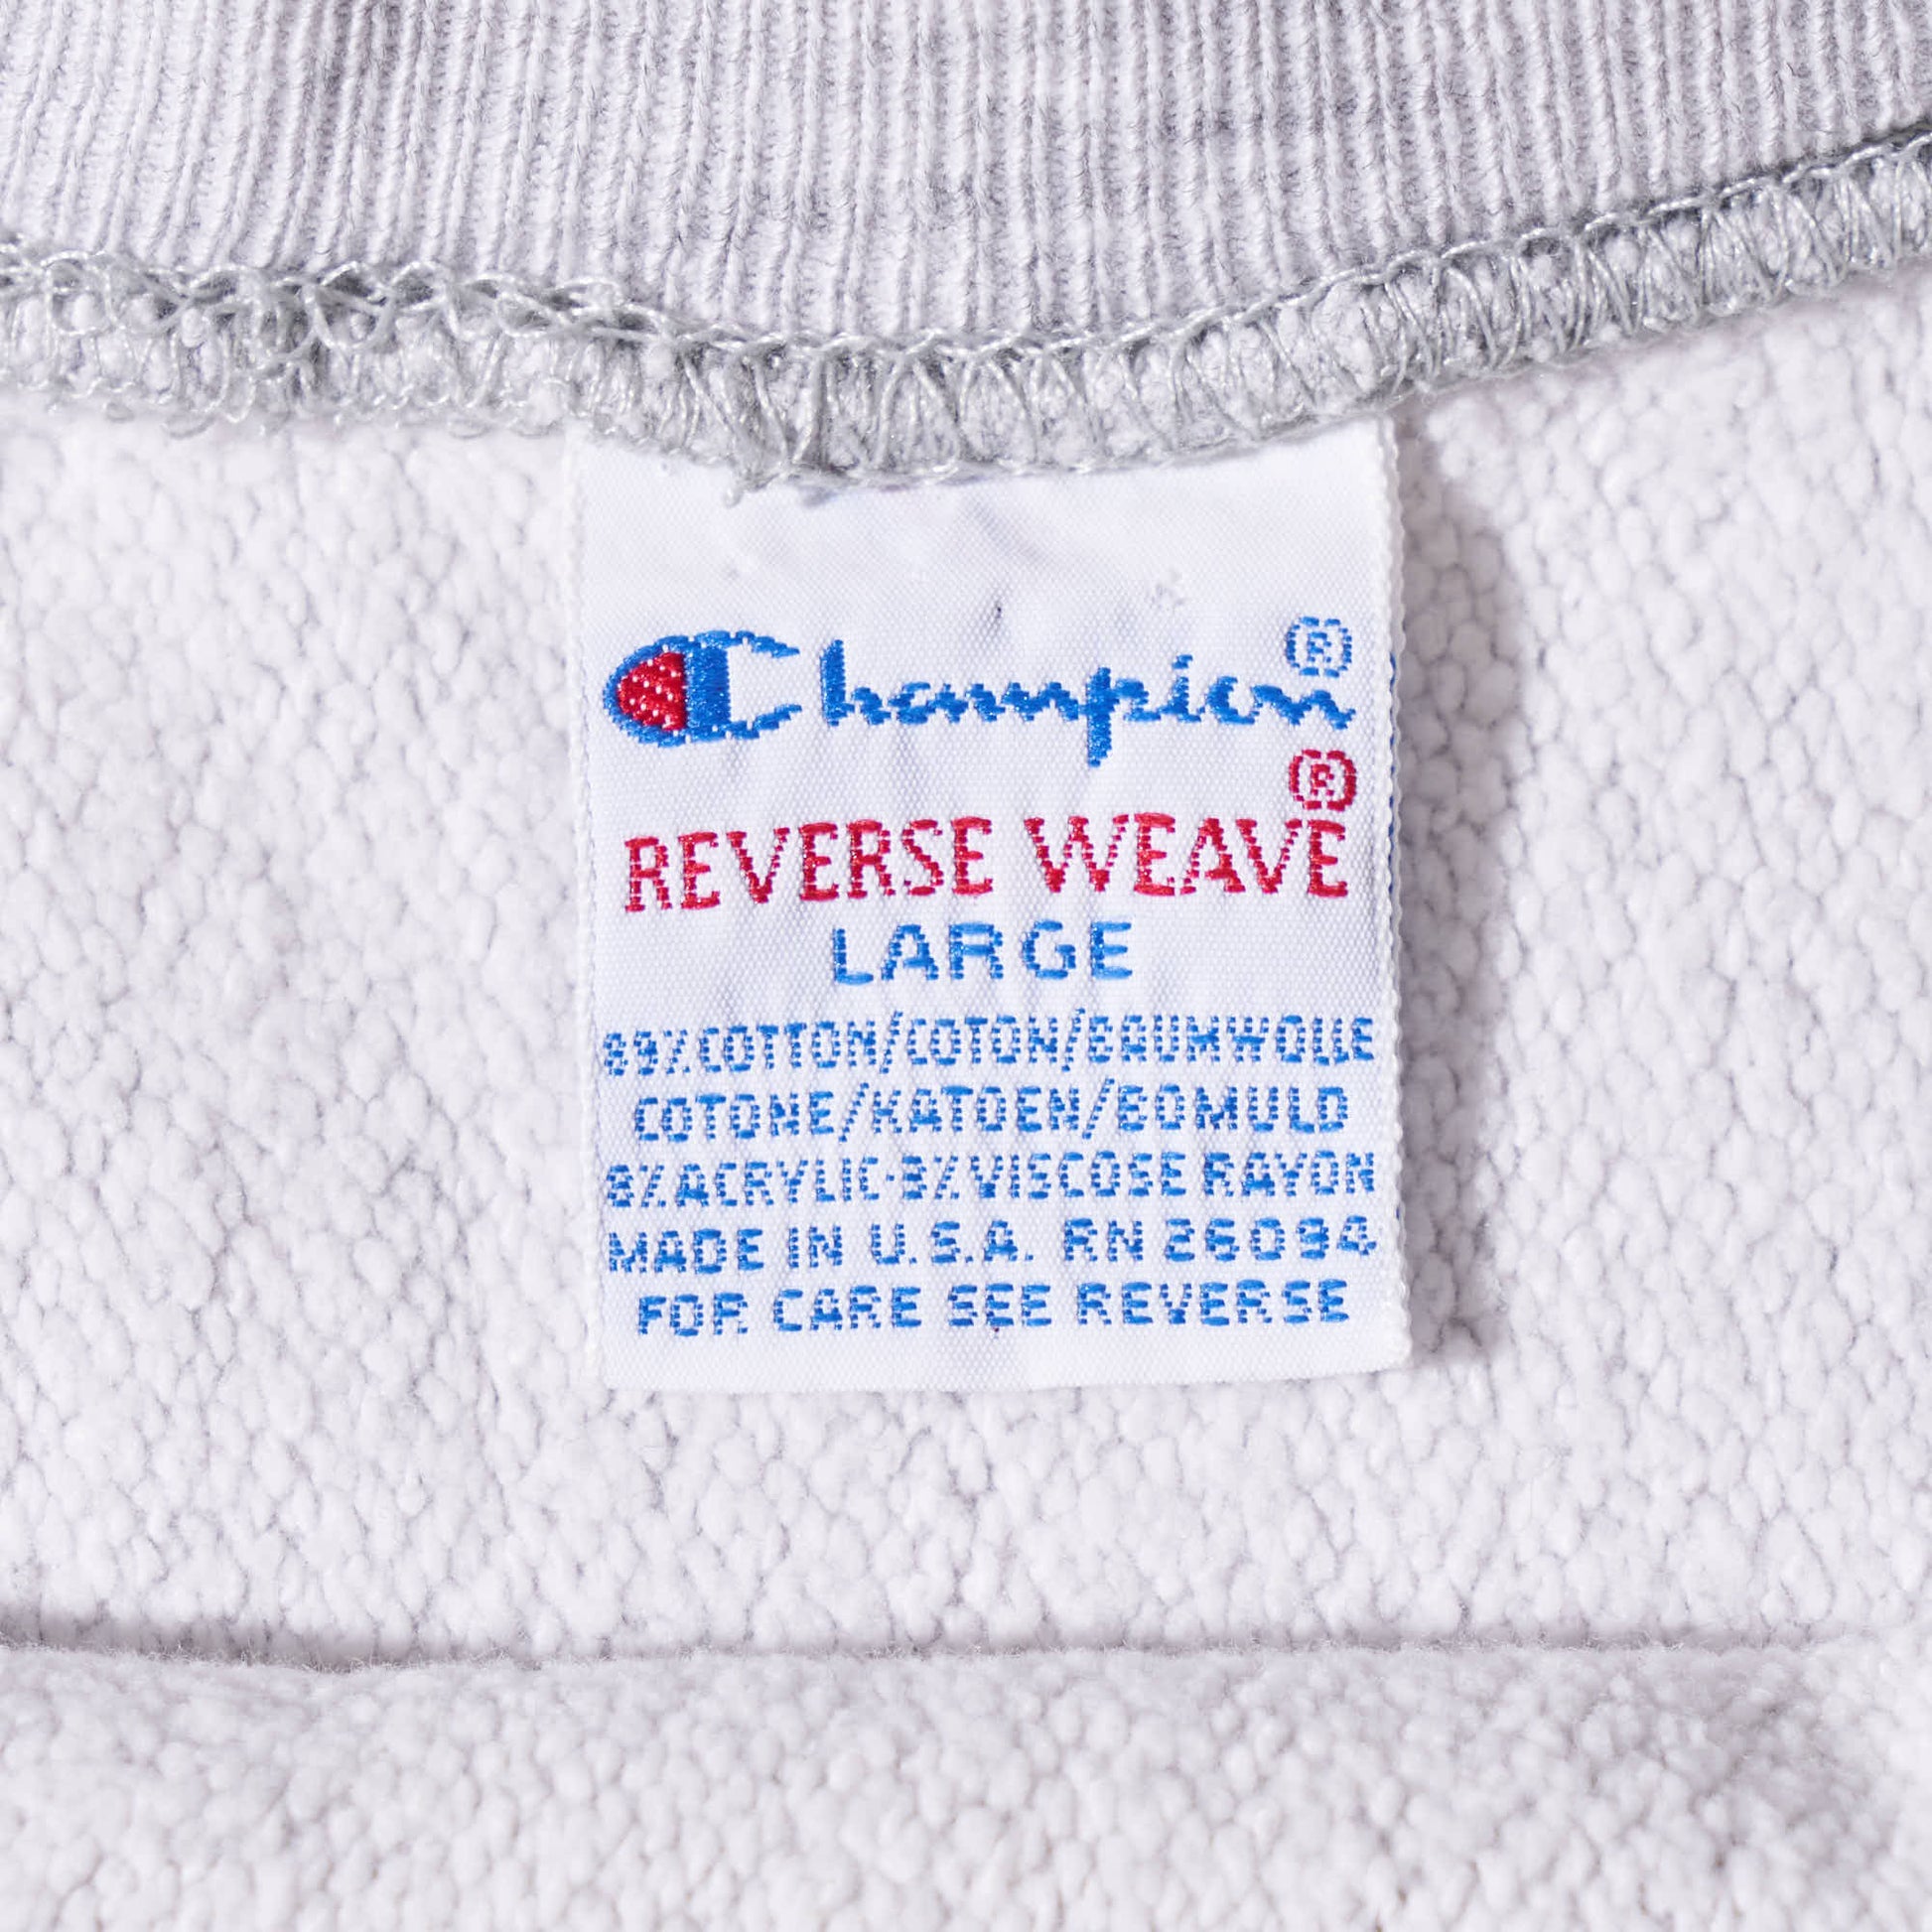 Champion®
REVERSE WEAVE®
LARGE
89%COTTON/COTON/BAUMWOLLE
COTONE/KATOEN/BOMULD
8%ACRYLIC·3%VISCOSE RAYON
MADE IN U.S.A. RN 26094
FOR CARE SEE REVERSE